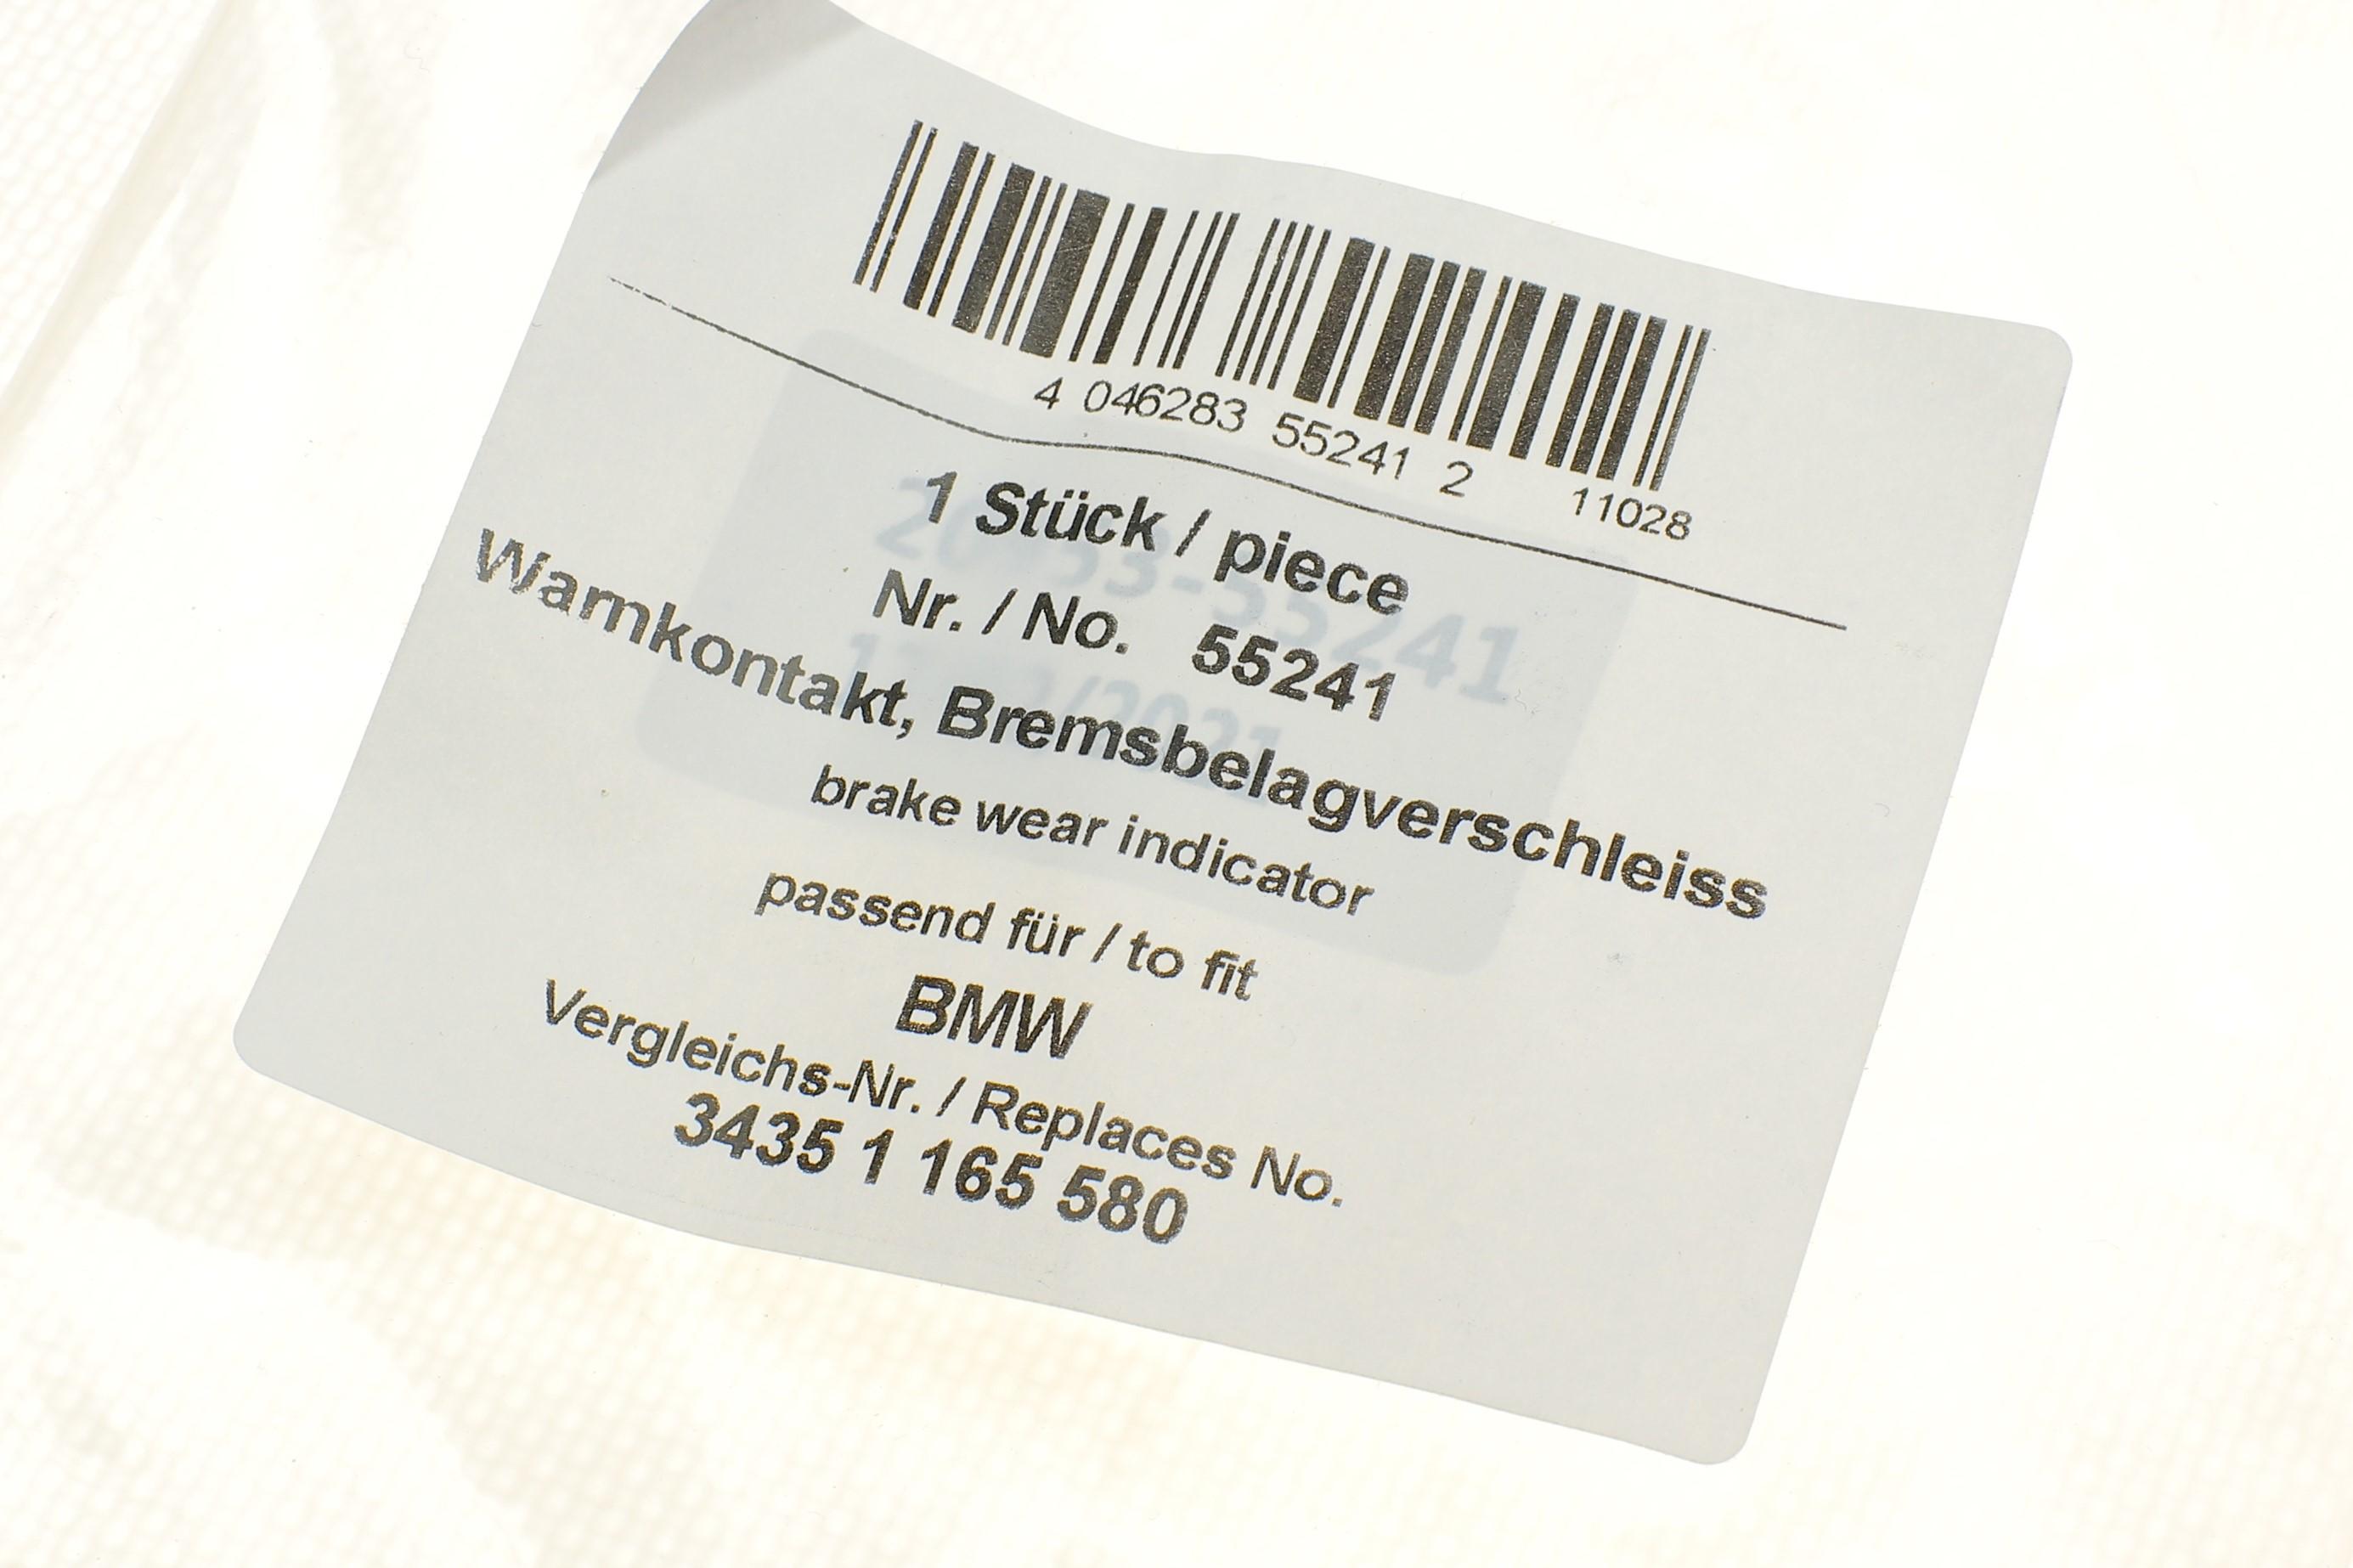 4 046283 55241 2
11028
1 Stück / piece
Nr. / No. 55241
Warnkontakt, Bremsbelagverschleiss
brake wear indicator
passend für / to fit
BMW
Vergleichs-Nr. / Replaces No.
3435 1 165 580